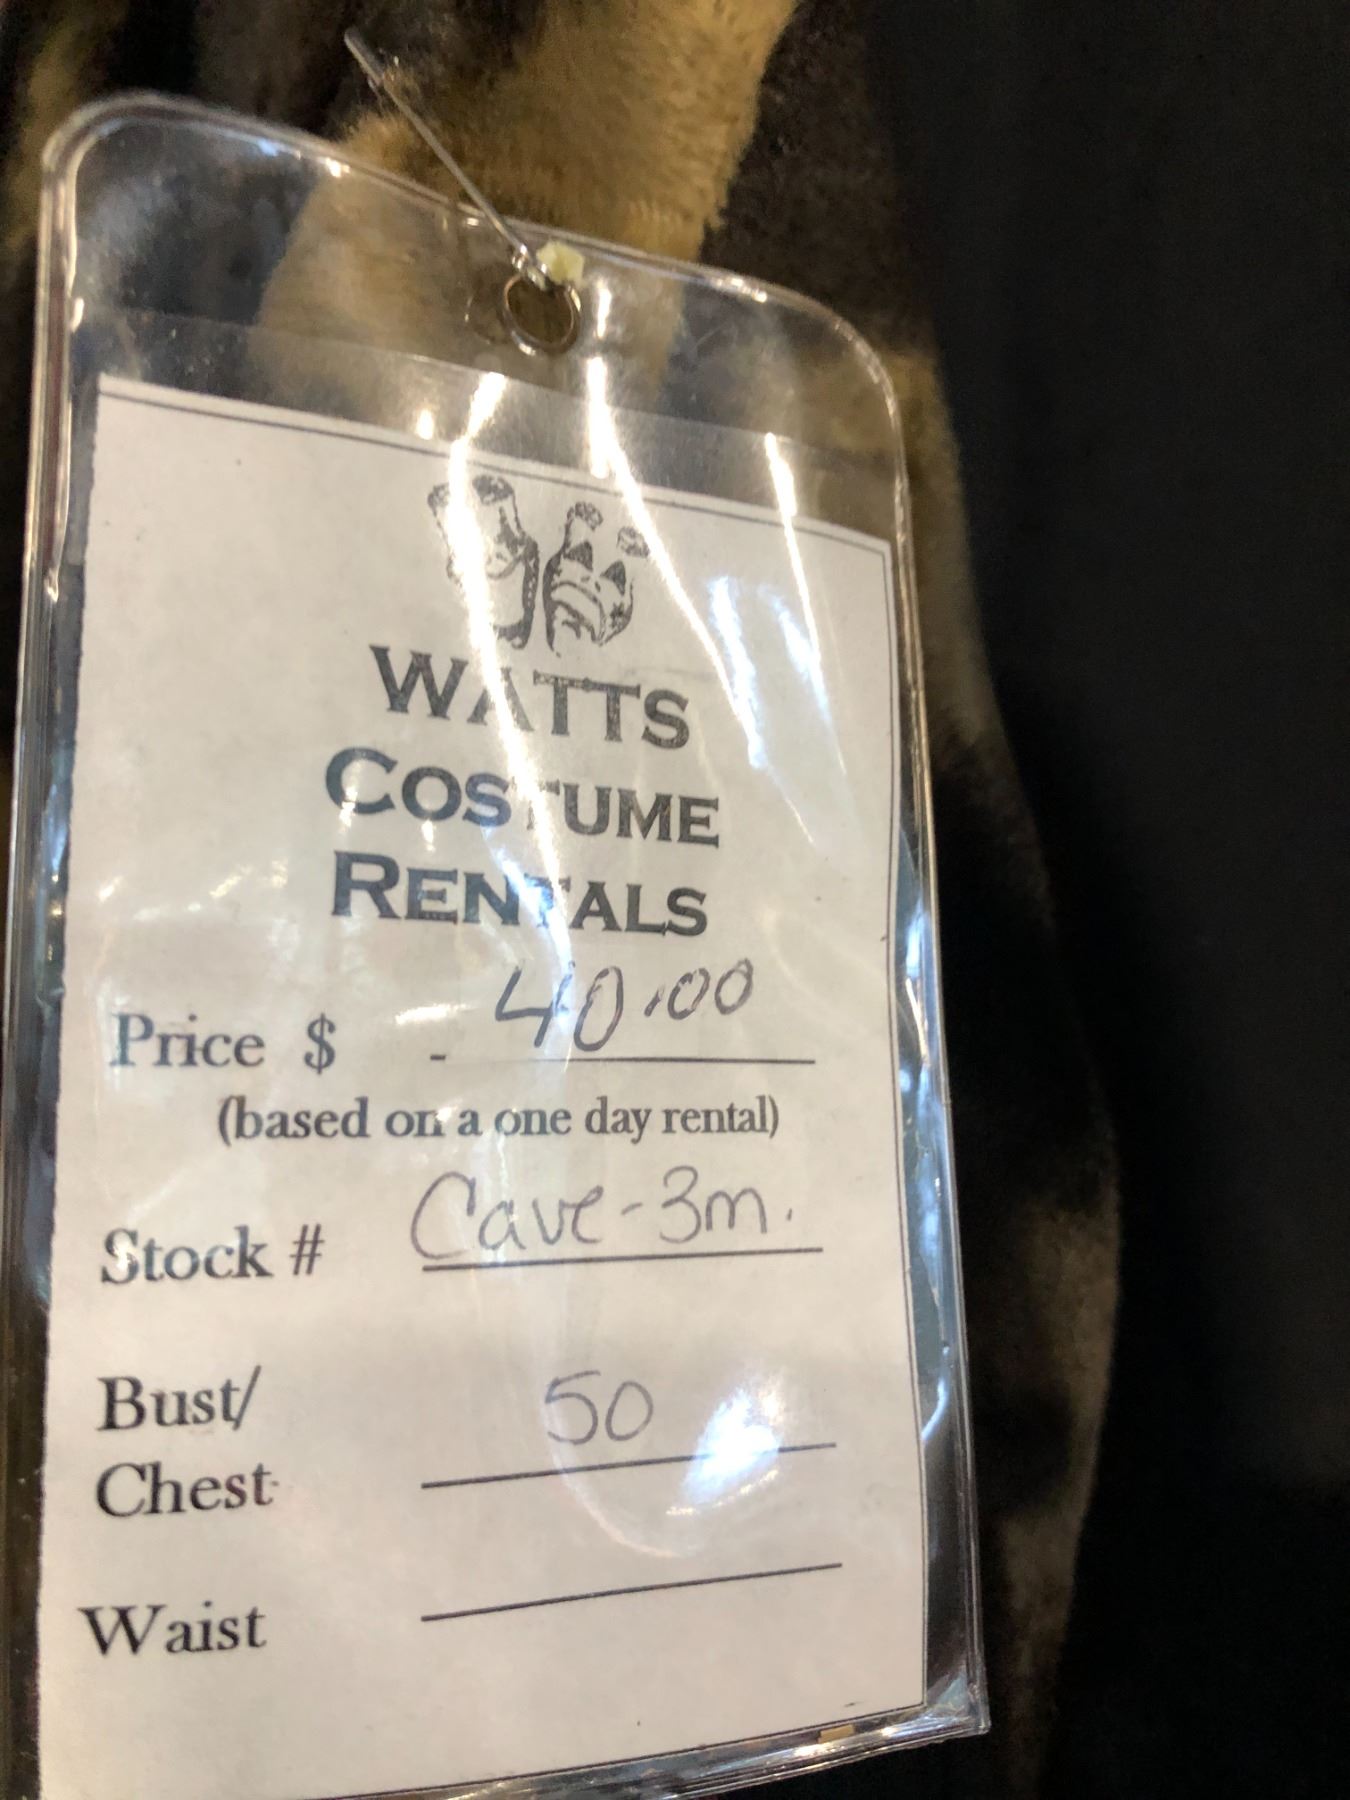 WATTS
COSTUME
RENTALS
Price $ 40.00
(based on a one day rental)
Stock # Cave-3m.
Bust/
Chest 50
Waist